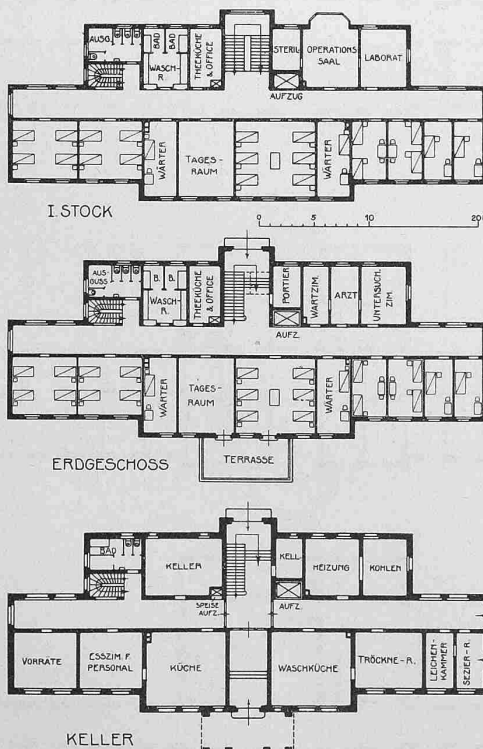 AUSG.
BAD
BAD
WASCH-
R.
THEEKÜCHE
& OFFICE
STERIL.
OPERATIONS
SAAL
LABORAT.
AUFZUG
WÄRTER
TAGES-
RAUM
WÄRTER
I. STOCK
0 5 10 20
AUS-
GUSS
B.
B.
WASCH-
R.
THEEKÜCHE
& OFFICE
PORTIER
WARTZIM.
ARZT
UNTERSUCH.
ZIM.
AUFZ.
WÄRTER
TAGES-
RAUM
WÄRTER
ERDGESCHOSS
TERRASSE
BAD
KELLER
KELL.
HEIZUNG
KOHLEN
SPEISE
AUFZ.
AUFZ.
VORRÄTE
ESSZIM. F.
PERSONAL
KÜCHE
WASCHKÜCHE
TRÖCKNE-R.
LEICHEN-
KAMMER
SEZIER-R.
KELLER